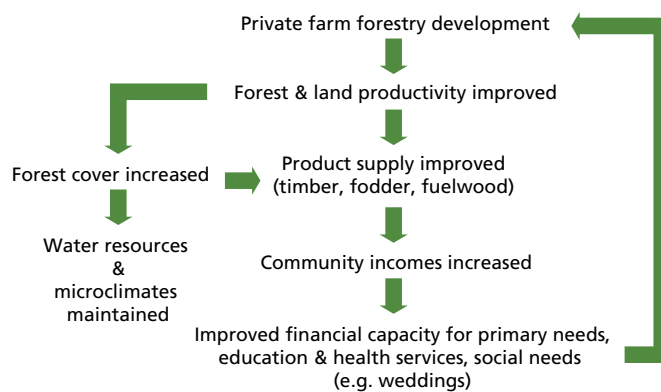 Private farm forestry development
Forest & land productivity improved
Forest cover increased
Product supply improved
(timber, fodder, fuelwood)
Water resources
&
microclimates
maintained
Community incomes increased
Improved financial capacity for primary needs,
education & health services, social needs
(e.g. weddings)